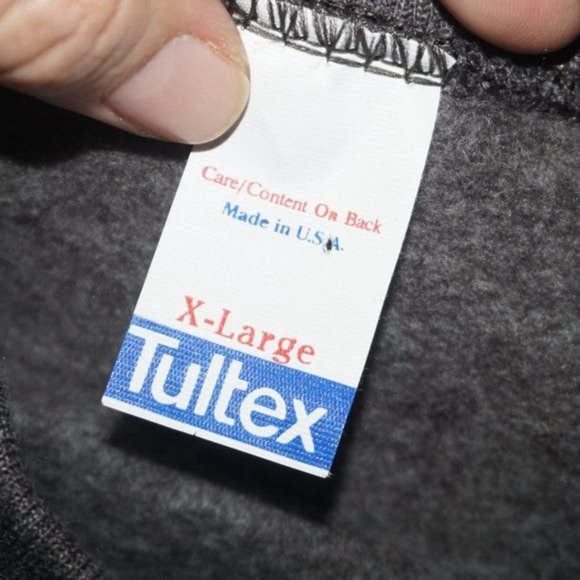 Care/Content On Back
Made in U.S.A.
X-Large
Tultex